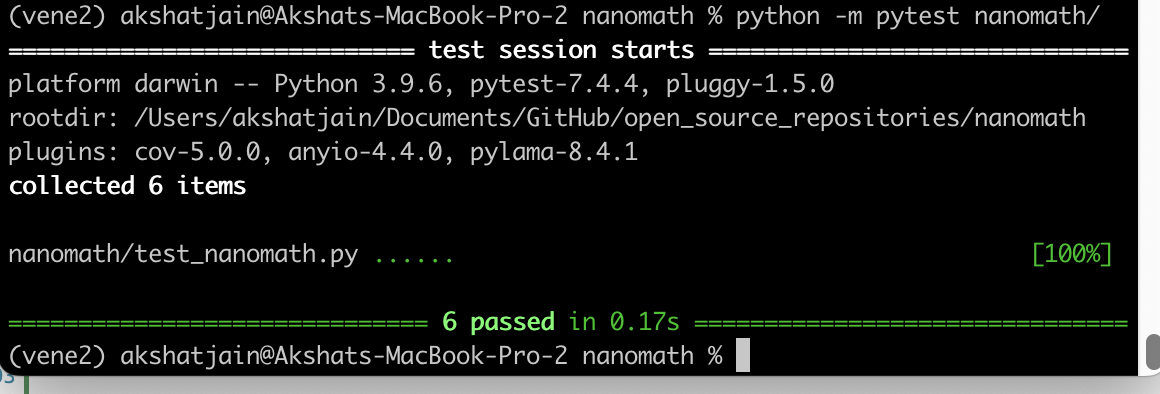 (vene2) akshatjain@Akshats-MacBook-Pro-2 nanomath % python -m pytest nanomath/
============================= test session starts ==============================
platform darwin -- Python 3.9.6, pytest-7.4.4, pluggy-1.5.0
rootdir: /Users/akshatjain/Documents/GitHub/open_source_repositories/nanomath
plugins: cov-5.0.0, anyio-4.4.0, pylama-8.4.1
collected 6 items
nanomath/test_nanomath.py ...... [100%]
============================== 6 passed in 0.17s ===============================
(vene2) akshatjain@Akshats-MacBook-Pro-2 nanomath %